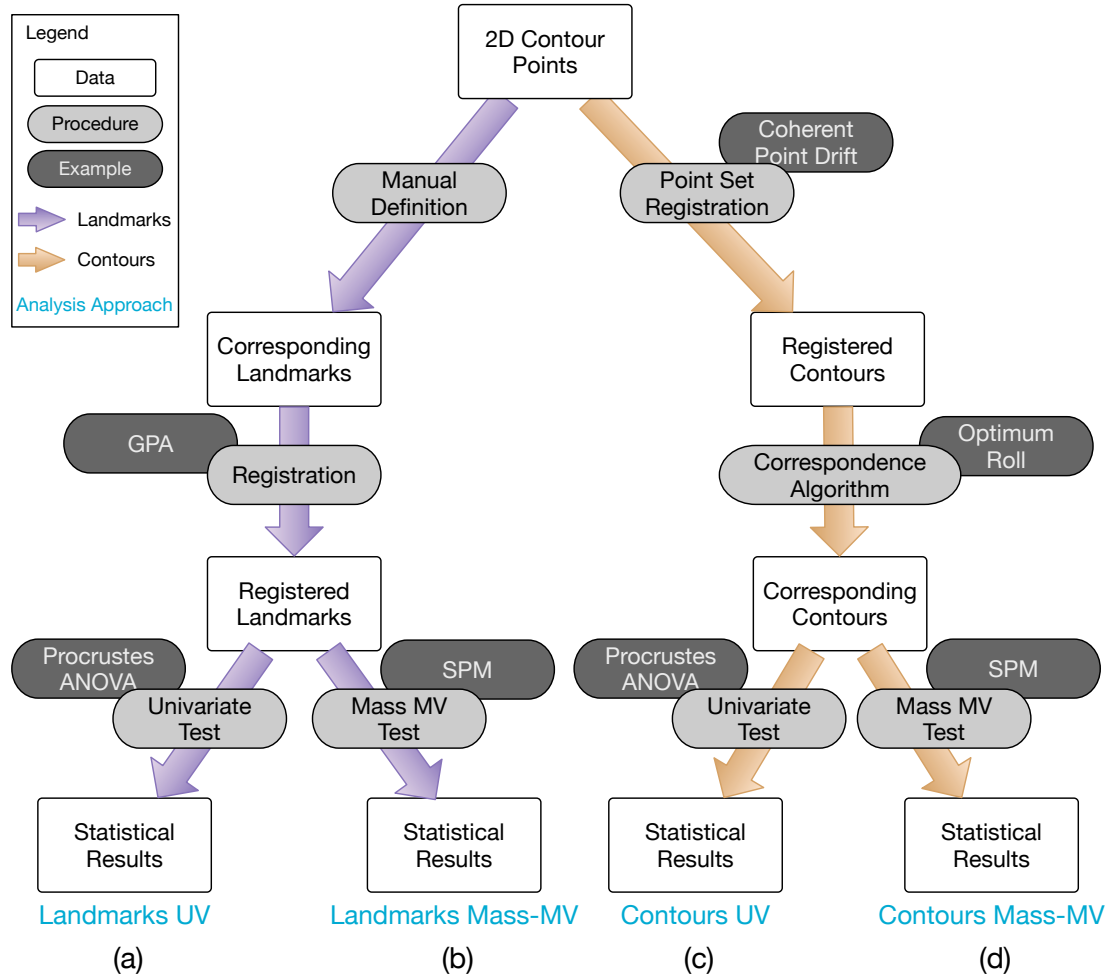 Legend
Data
Procedure
Example
Landmarks
Contours
Analysis Approach
2D Contour
Points
Manual
Definition
Point Set
Registration
Coherent
Point Drift
Corresponding
Landmarks
Registered
Contours
GPA
Registration
Correspondence
Algorithm
Optimum
Roll
Registered
Landmarks
Corresponding
Contours
Procrustes
ANOVA
Univariate
Test
SPM
Mass MV
Test
Procrustes
ANOVA
Univariate
Test
SPM
Mass MV
Test
Statistical
Results
Statistical
Results
Statistical
Results
Statistical
Results
Landmarks UV
Landmarks Mass-MV
Contours UV
Contours Mass-MV
(a)
(b)
(c)
(d)